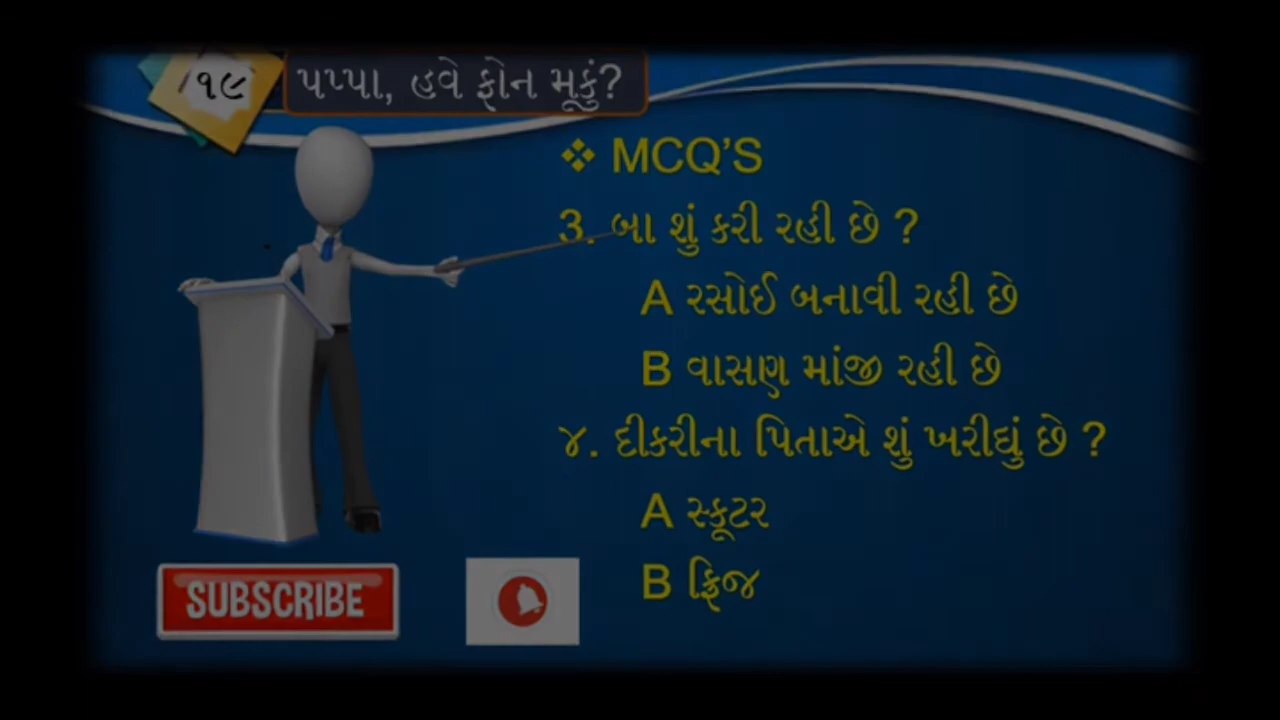 ૧૯ પપ્પા, હવે ફોન મૂકું?
❖ MCQ'S
3. બા શું કરી રહી છે ?
A રસોઈ બનાવી રહી છે
B વાસણ માંજી રહી છે
૪. દીકરીના પિતાએ શું ખરીદ્યું છે ?
A સ્કૂટર
B ફ્રિજ
SUBSCRIBE